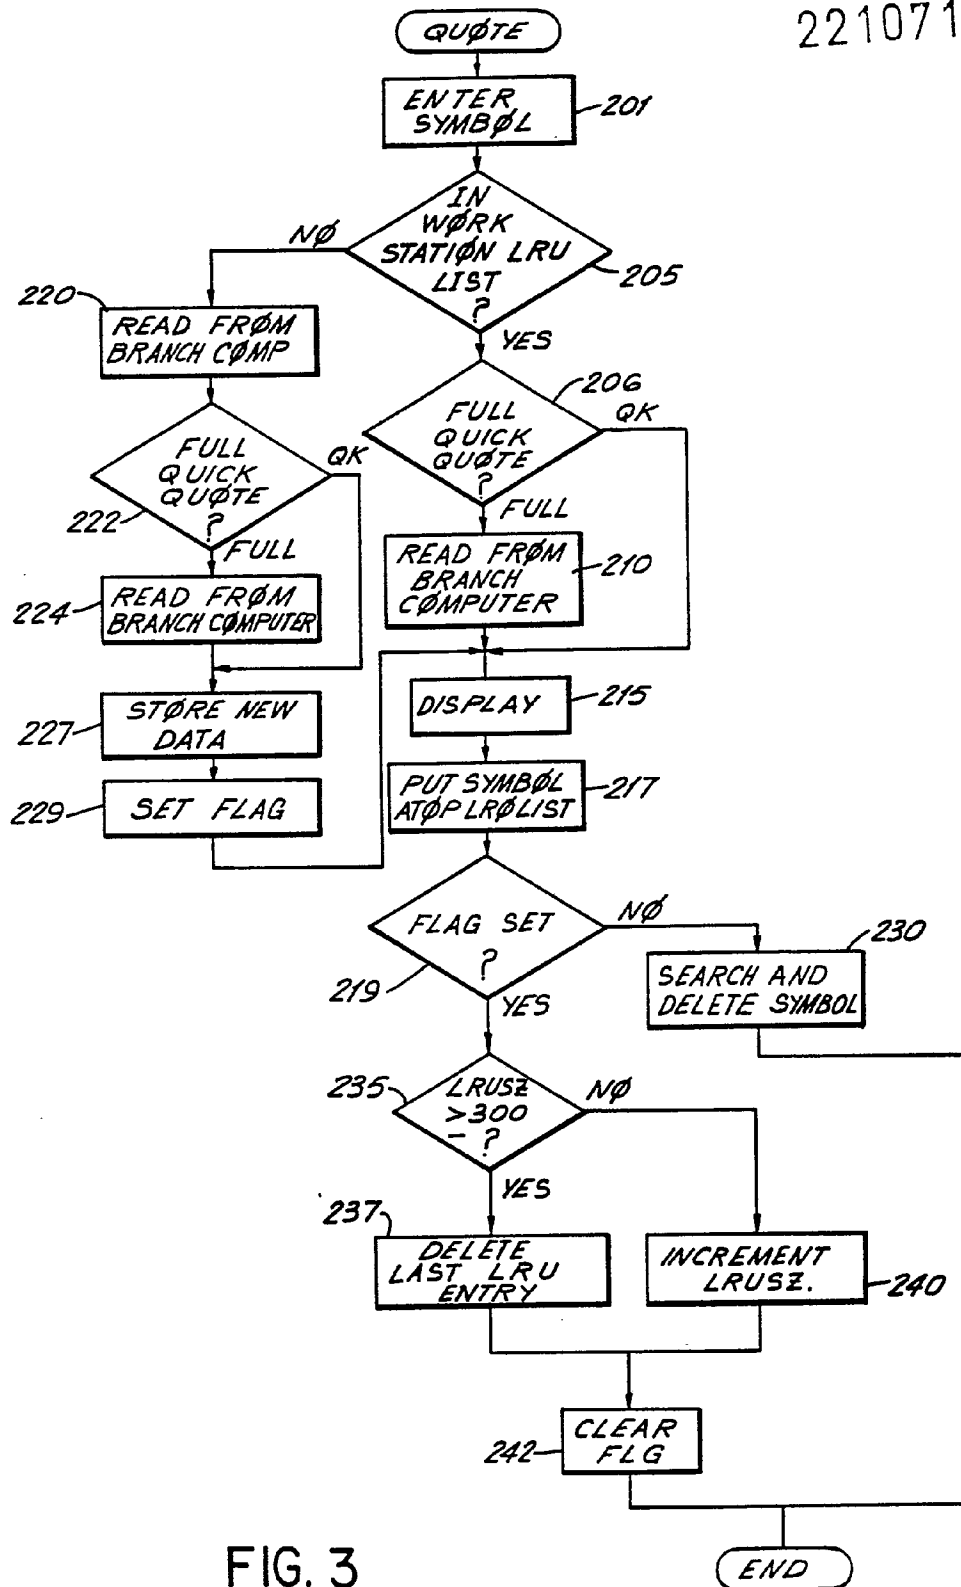 221071
QUØTE
ENTER
SYMBØL
201
IN
WØRK
STATIØN LRU
LIST
?
205
NØ
YES
220
READ FRØM
BRANCH CØMP
206
FULL
QUICK
QUØTE
?
QK
FULL
FULL
QUICK
QUØTE
?
QK
222
FULL
READ FRØM
BRANCH
CØMPUTER
210
224
READ FRØM
BRANCH CØMPUTER
DISPLAY
215
227
STØRE NEW
DATA
PUT SYMBØL
ATØP LRØ LIST
217
229
SET FLAG
FLAG SET
?
219
NØ
YES
230
SEARCH AND
DELETE SYMBOL
235
LRUSZ
>300
– ?
NØ
YES
237
DELETE
LAST LRU
ENTRY
INCREMENT
LRUSZ.
240
242
CLEAR
FLG
END
FIG. 3